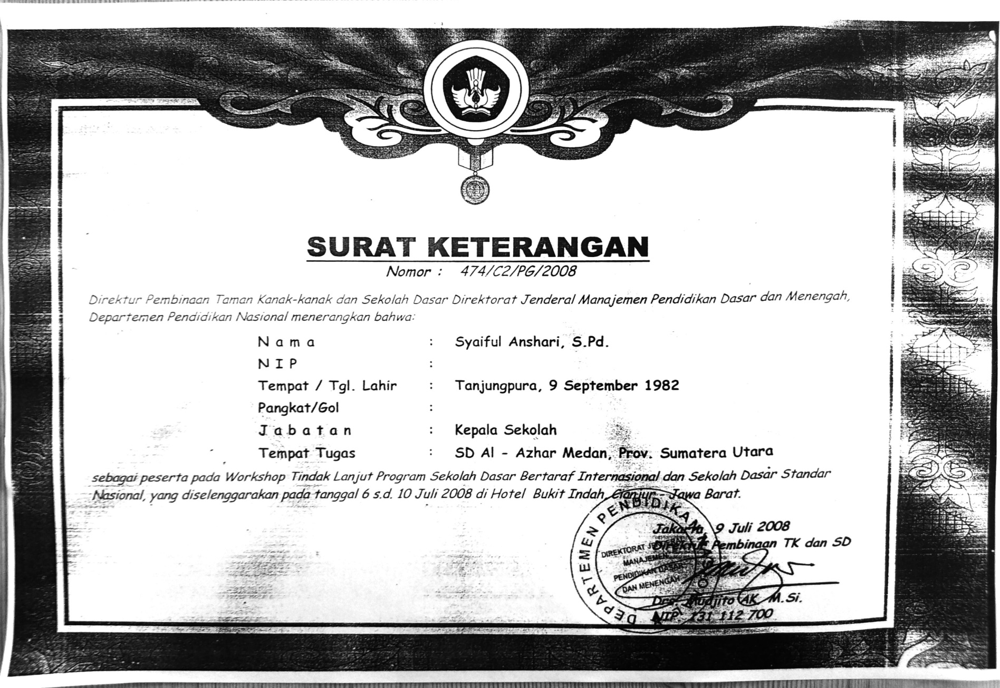 SURAT KETERANGAN
Nomor : 474/C2/PG/2008
Direktur Pembinaan Taman Kanak-kanak dan Sekolah Dasar Direktorat Jenderal Manajemen Pendidikan Dasar dan Menengah,
Departemen Pendidikan Nasional menerangkan bahwa:
N a m a : Syaiful Anshari, S.Pd.
N I P :
Tempat / Tgl. Lahir : Tanjungpura, 9 September 1982
Pangkat/Gol :
J a b a t a n : Kepala Sekolah
Tempat Tugas : SD Al - Azhar Medan, Prov. Sumatera Utara
sebagai peserta pada Workshop Tindak Lanjut Program Sekolah Dasar Bertaraf Internasional dan Sekolah Dasar Standar
Nasional, yang diselenggarakan pada tanggal 6 s.d. 10 Juli 2008 di Hotel Bukit Indah, Cianjur - Jawa Barat.
Jakarta, 9 Juli 2008
Direktur Pembinaan TK dan SD
Drs. Mudjito AK, M.Si.
NIP. 131 112 700
DEPARTEMEN PENDIDIKAN NASIONAL
DIREKTORAT JENDERAL
MANAJEMEN
PENDIDIKAN DASAR
DAN MENENGAH